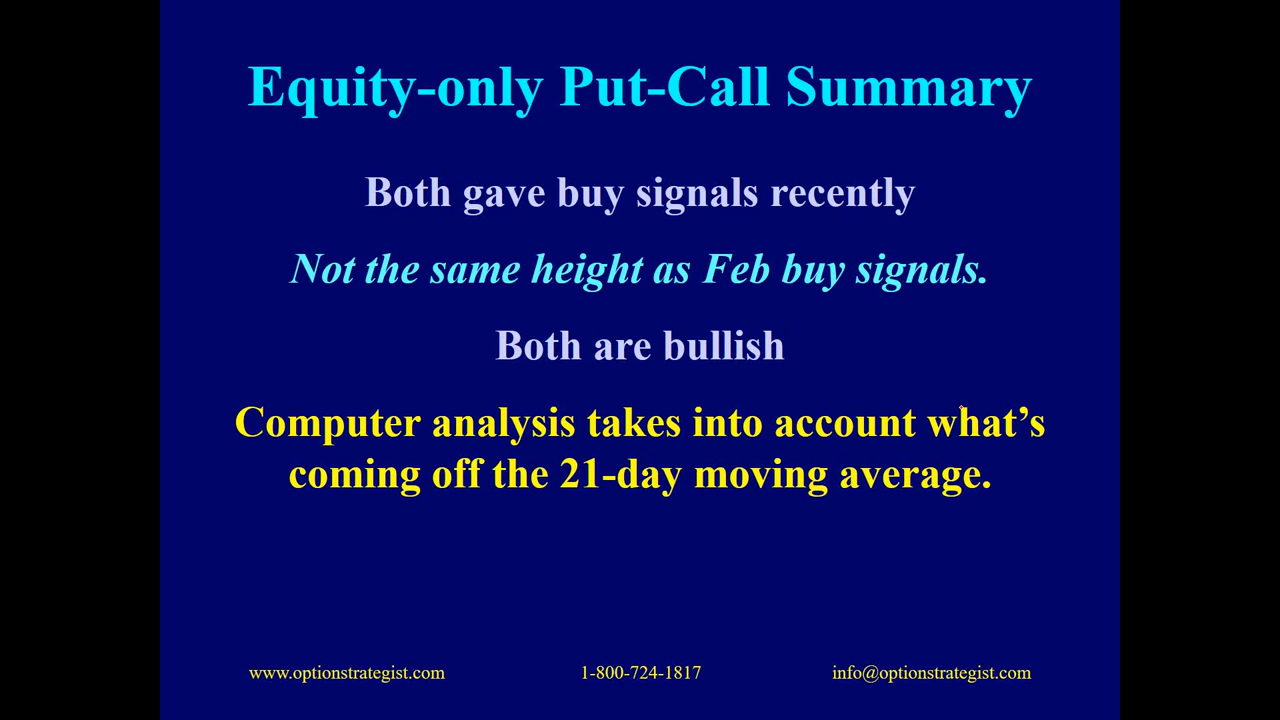 Equity-only Put-Call Summary
Both gave buy signals recently
Not the same height as Feb buy signals.
Both are bullish
Computer analysis takes into account what’s
coming off the 21-day moving average.
www.optionstrategist.com 1-800-724-1817 info@optionstrategist.com